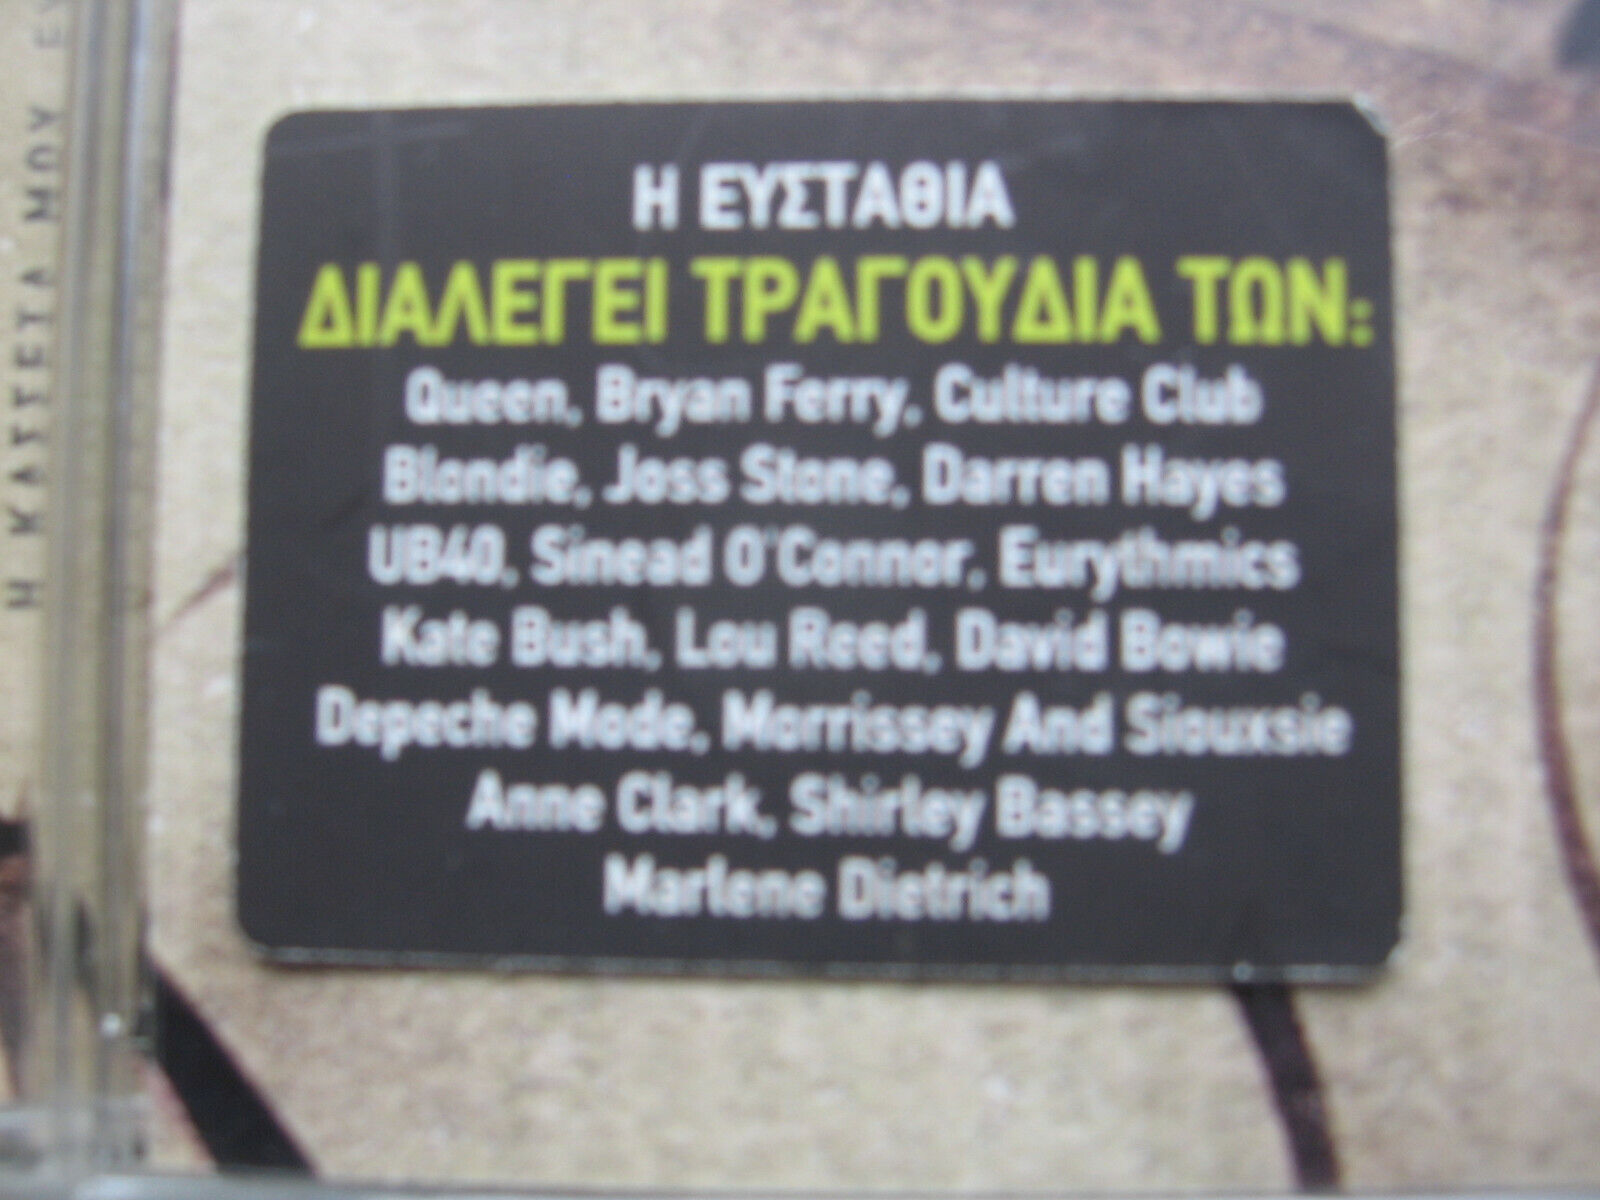 Η ΚΑΣΣΕΤΑ ΜΟΥ
Η ΕΥΣΤΑΘΙΑ
ΔΙΑΛΕΓΕΙ ΤΡΑΓΟΥΔΙΑ ΤΩΝ:
Queen, Bryan Ferry, Culture Club
Blondie, Joss Stone, Darren Hayes
UB40, Sinead O'Connor, Eurythmics
Kate Bush, Lou Reed, David Bowie
Depeche Mode, Morrissey And Siouxsie
Anne Clark, Shirley Bassey
Marlene Dietrich